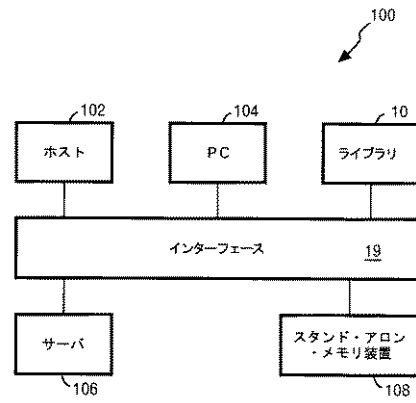 100
102
104
10
ホスト
PC
ライブラリ
インターフェース
19
サーバ
スタンド・アロン
・メモリ装置
106
108